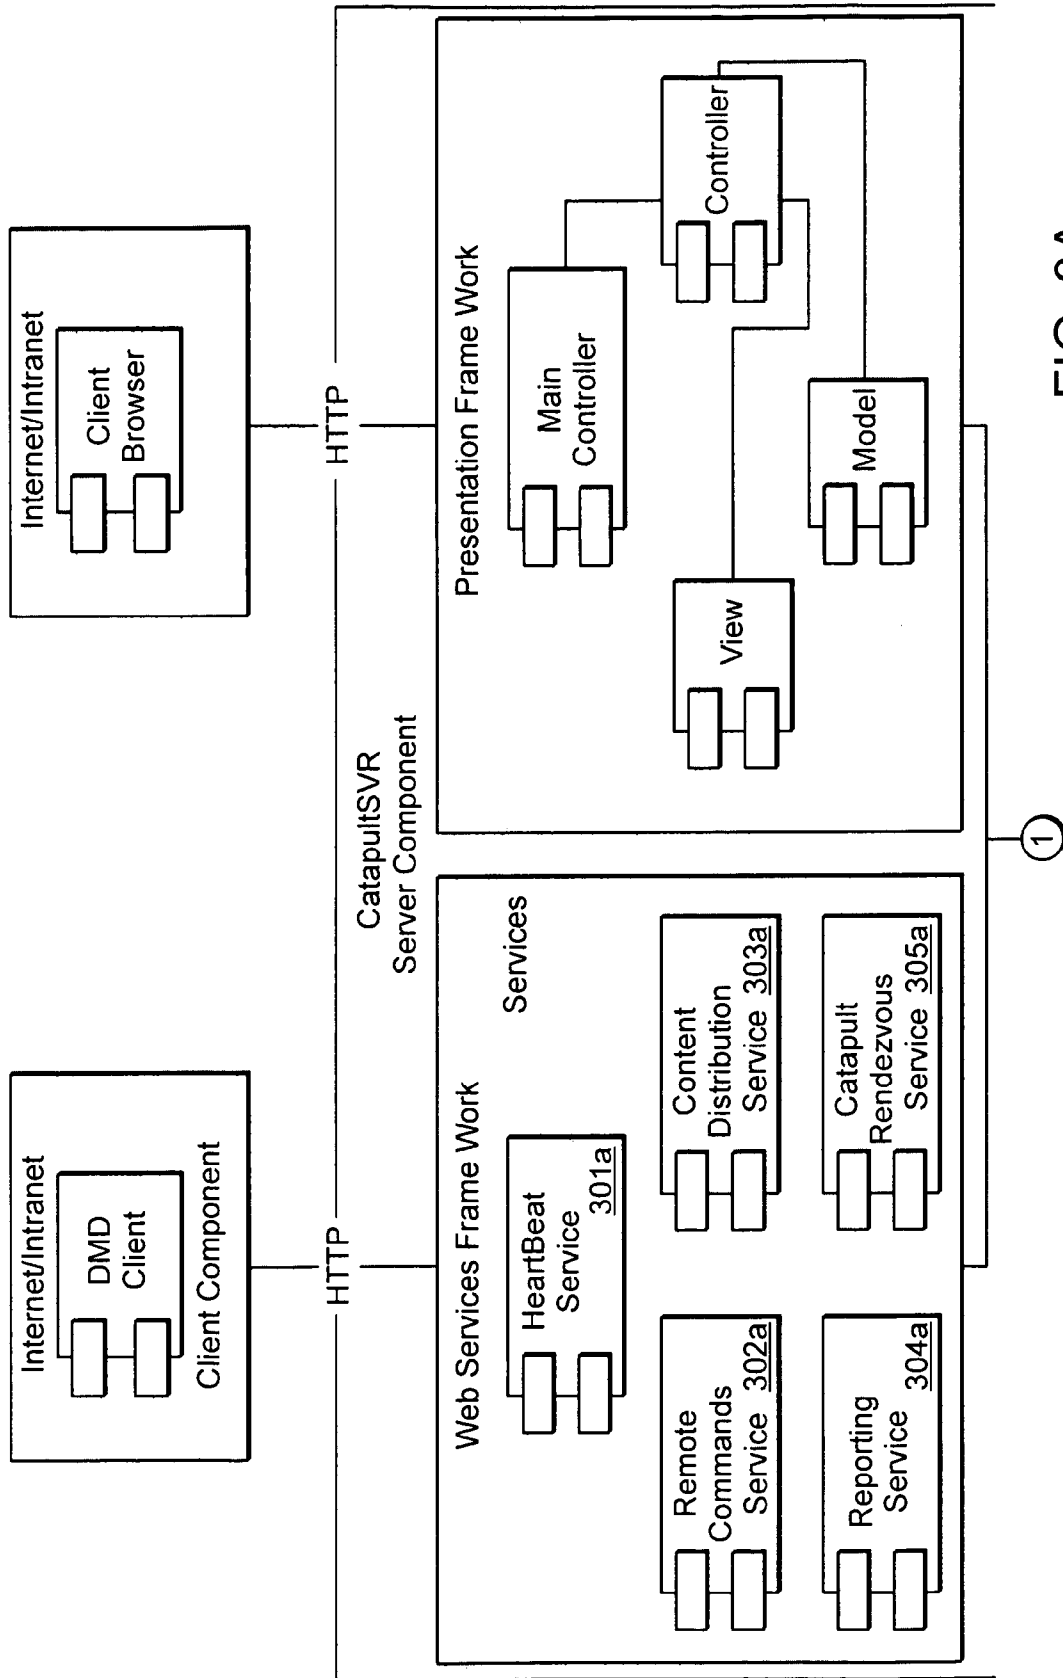 Internet/Intranet
DMD
Client
Client Component
Internet/Intranet
Client
Browser
HTTP
HTTP
CatapultSVR
Server Component
Web Services Frame Work
Services
HeartBeat
Service
301a
Remote
Commands
Service 302a
Content
Distribution
Service 303a
Reporting
Service 304a
Catapult
Rendezvous
Service 305a
Presentation Frame Work
Main
Controller
Controller
View
Model
1
FIG.